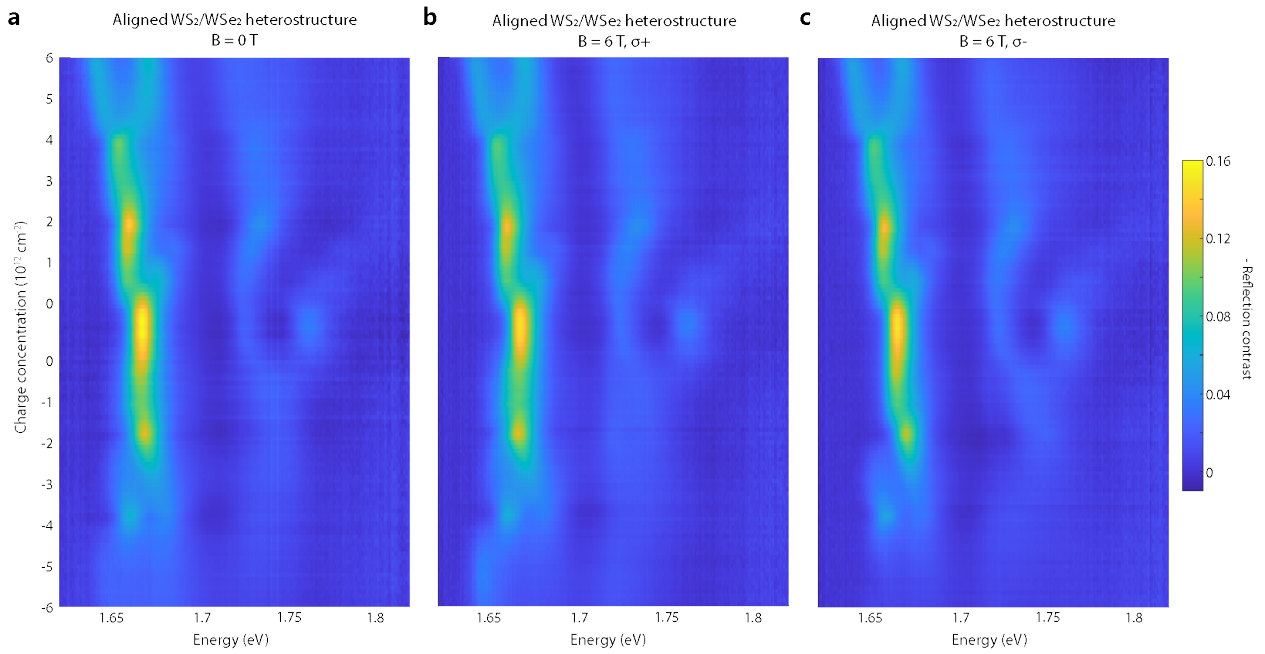 a
Aligned WS₂/WSe₂ heterostructure
B = 0 T
b
Aligned WS₂/WSe₂ heterostructure
B = 6 T, σ+
c
Aligned WS₂/WSe₂ heterostructure
B = 6 T, σ-
Charge concentration (10¹² cm⁻²)
6
5
4
3
2
1
0
0
-1
-2
-3
-4
-5
-6
1.65 1.7 1.75 1.8
Energy (eV)
1.65 1.7 1.75 1.8
Energy (eV)
1.65 1.7 1.75 1.8
Energy (eV)
0.16
0.12
0.08
0.04
0
- Reflection contrast